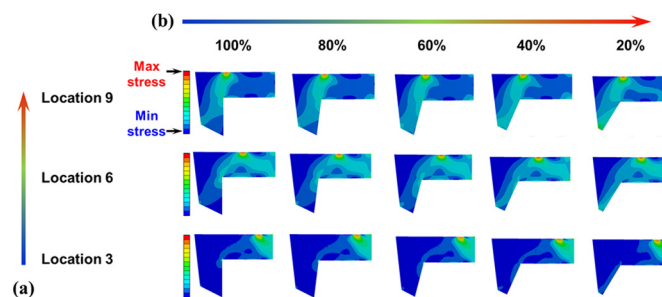 (b)
100% 80% 60% 40% 20%
Max
stress
Location 9
Min
stress
Location 6
Location 3
(a)